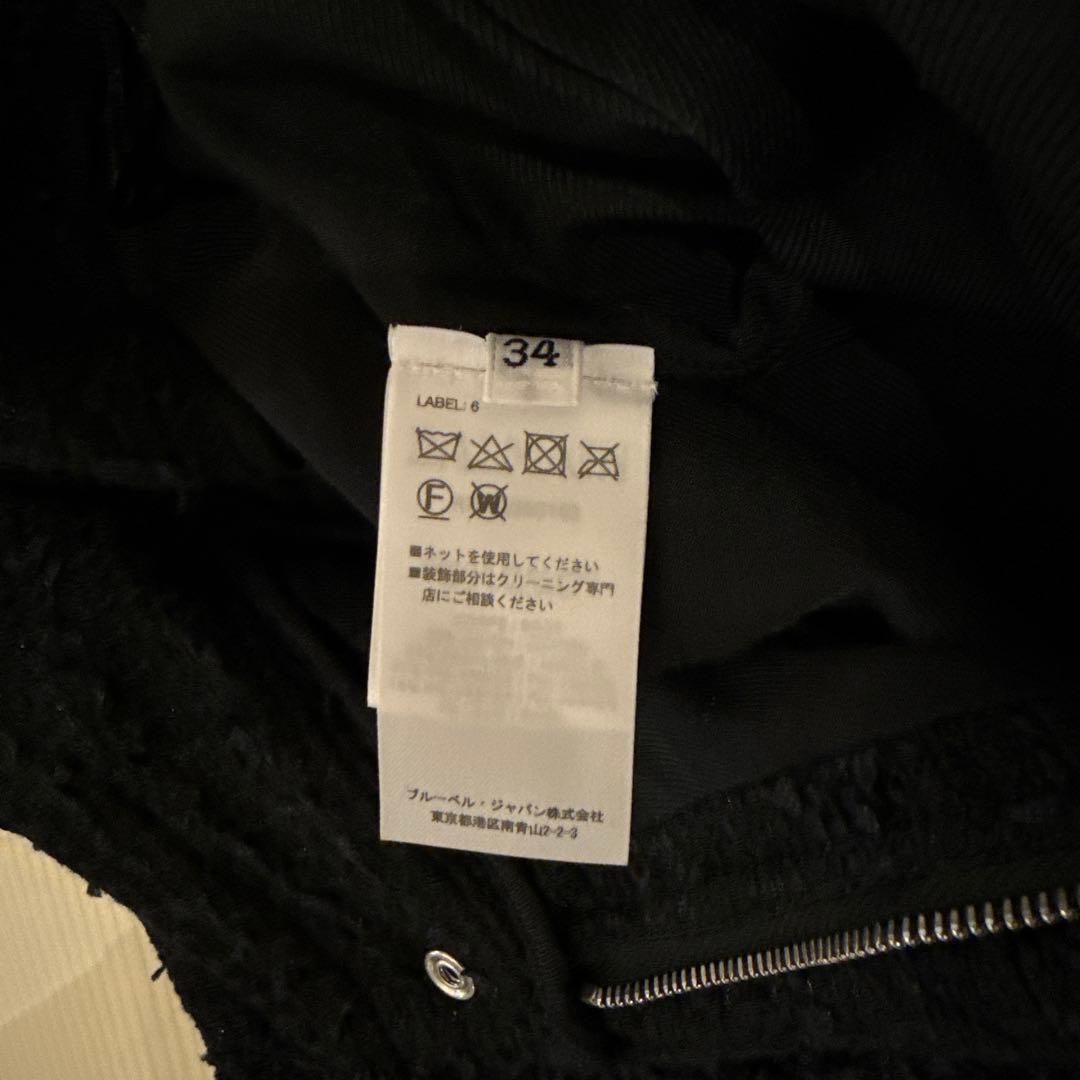 34
LABEL: 6
F
W
■ネットを使用してください
■装飾部分はクリーニング専門
店にご相談ください
ブルーベル・ジャパン株式会社
東京都港区南青山2-2-3